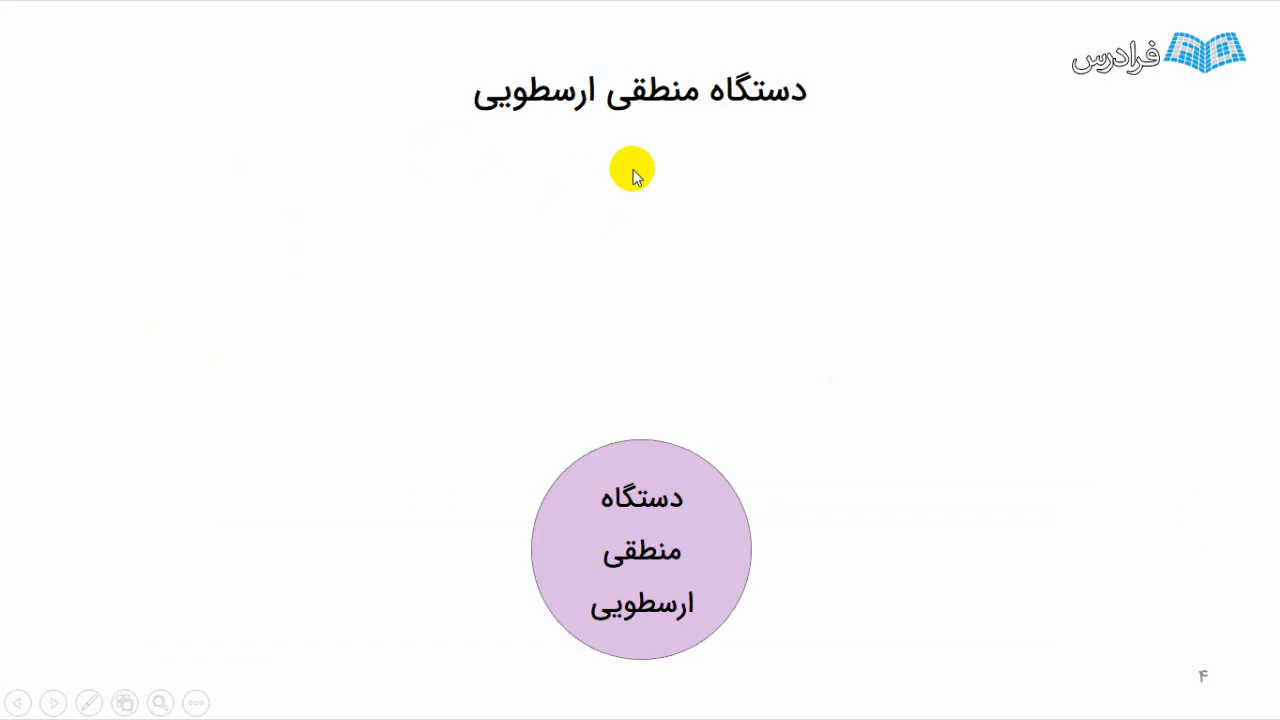 فرادرس
دستگاه منطقی ارسطویی
دستگاه
منطقی
ارسطویی
۴